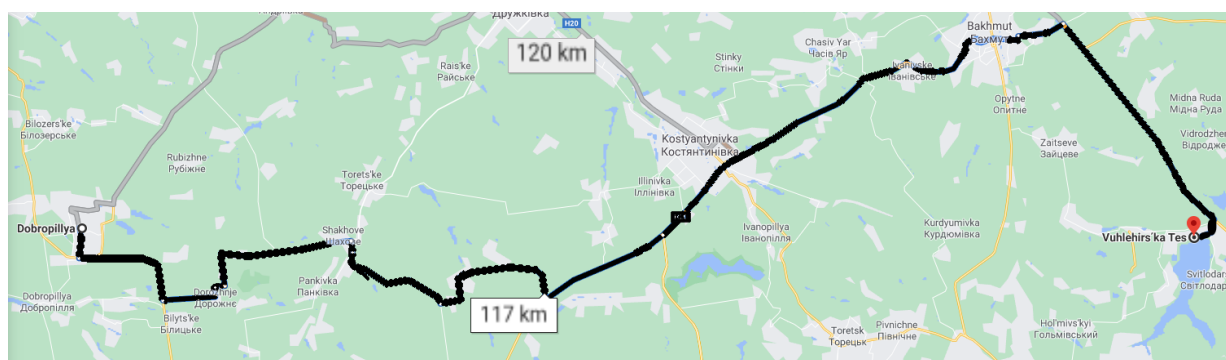 Дружківка
H20
120 km
Rais'ke
Райське
Stinky
Стінки
Chasiv Yar
Часів Яр
Bakhmut
Бахмут
Ivanivske
Іванівське
Opytne
Опитне
Midna Ruda
Мідна Руда
Bilozers'ke
Білозерське
Rubizhne
Рубіжне
Torets'ke
Торецьке
Kostyantynivka
Костянтинівка
Illinivka
Іллінівка
Zaitseve
Зайцеве
Vidrodzhen
Відродже
Dobropillya
Shakhove
Шахове
Ivanopillya
Іванопілля
Kurdyumivka
Курдюмівка
Vuhlehirs'ka Tes
Pankivka
Панківка
Dorozhnje
Дорожнє
Svitlodar
Світлодар
Dobropillya
Добропілля
Bilyts'ke
Білицьке
117 km
Toretsk
Торецьк
Pivnichne
Північне
Hol'mivs'kyi
Гольмівський